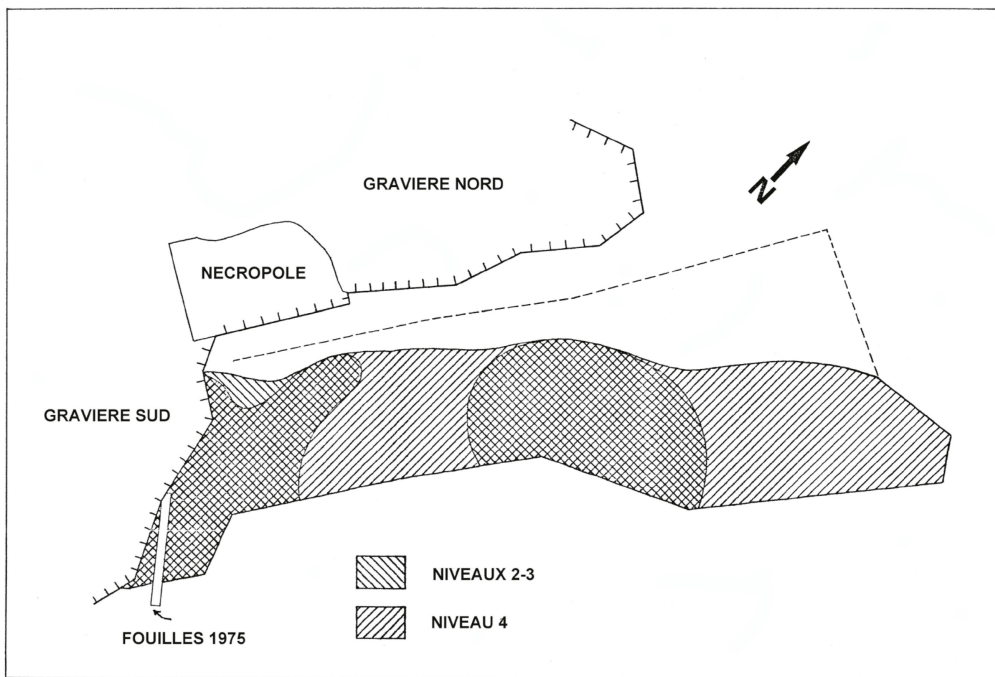 GRAVIERE NORD
N
NECROPOLE
GRAVIERE SUD
NIVEAUX 2-3
NIVEAU 4
FOUILLES 1975